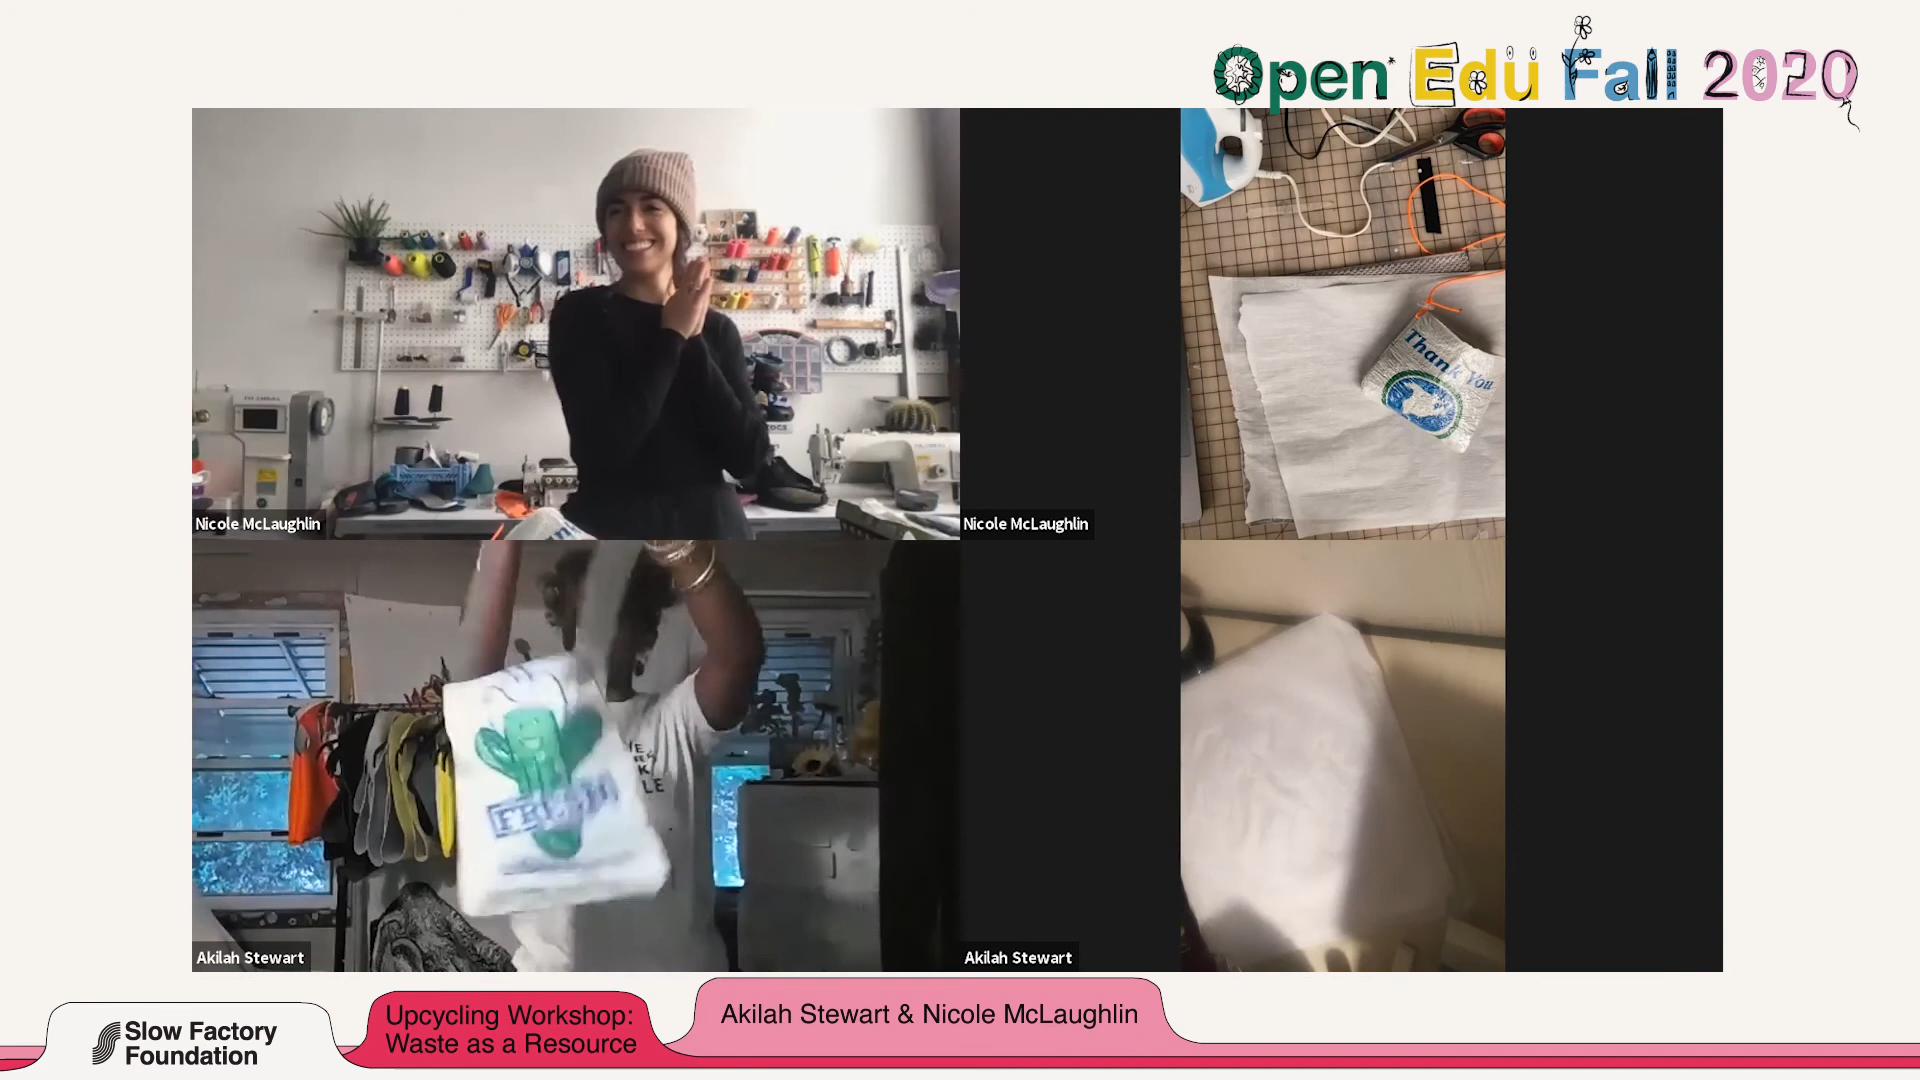 Open Edu Fall 2020
Thank You
Nicole McLaughlin
Nicole McLaughlin
Akilah Stewart
Akilah Stewart
Slow Factory
Foundation
Upcycling Workshop:
Waste as a Resource
Akilah Stewart & Nicole McLaughlin